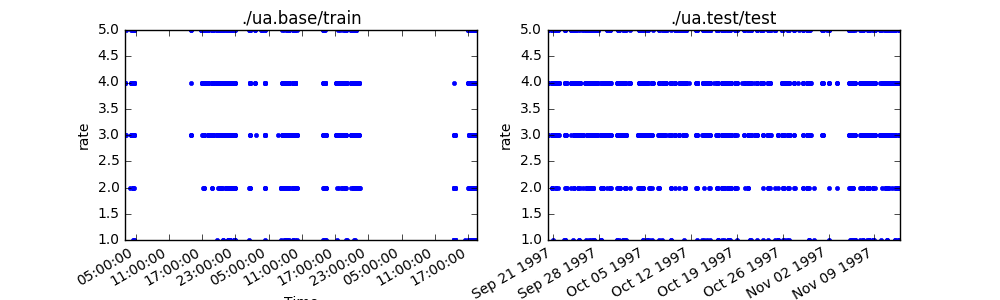 ./ua.base/train
5.0
4.5
4.0
3.5
3.0
2.5
2.0
1.5
1.0
rate
05:00:00
11:00:00
17:00:00
23:00:00
05:00:00
11:00:00
17:00:00
23:00:00
05:00:00
11:00:00
17:00:00
Time
./ua.test/test
5.0
4.5
4.0
3.5
3.0
2.5
2.0
1.5
1.0
rate
Sep 21 1997
Sep 28 1997
Oct 05 1997
Oct 12 1997
Oct 19 1997
Oct 26 1997
Nov 02 1997
Nov 09 1997